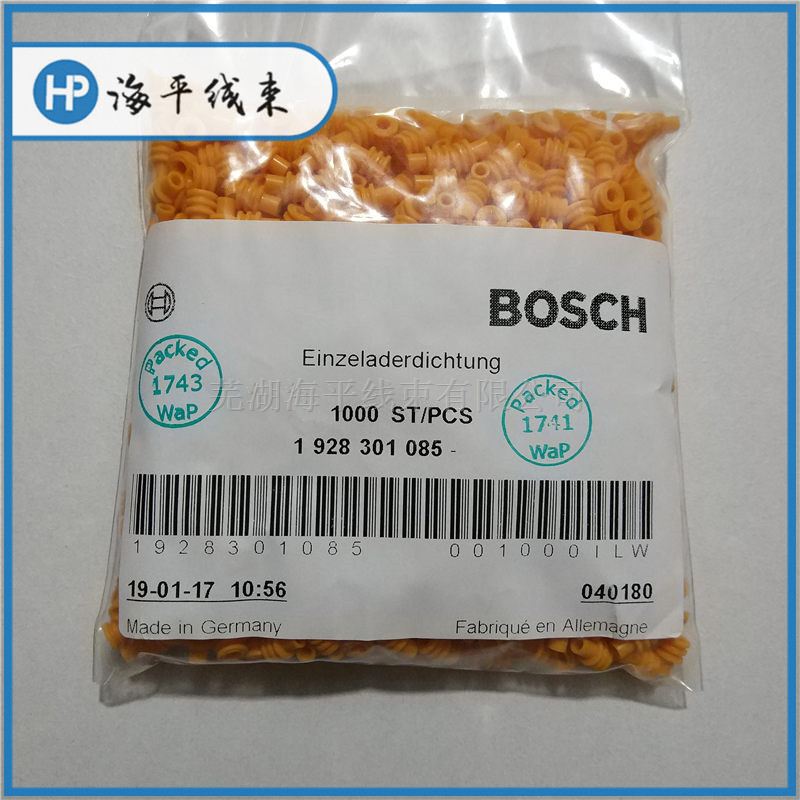 HP 海平线束
BOSCH
Einzeladerdichtung
Packed
1743
WaP
芜湖海平线束有限公司
1000 ST/PCS
1 928 301 085 -
Packed
1741
WaP
1928301085 001000ILW
19-01-17 10:56 040180
Made in Germany Fabriqué en Allemagne